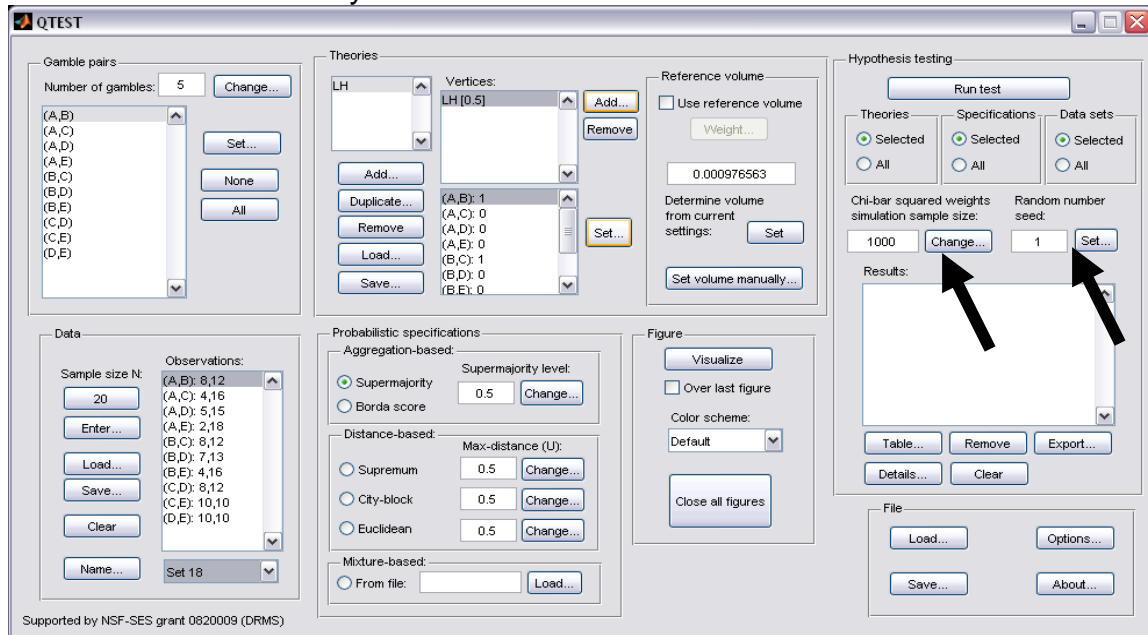 QTEST
Gamble pairs
Number of gambles: 5 Change...
(A,B)
(A,C)
(A,D)
(A,E)
(B,C)
(B,D)
(B,E)
(C,D)
(C,E)
(D,E)
Set...
None
All
Theories
LH
Vertices:
LH [0.5]
Add...
Remove
Add...
Duplicate...
Remove
Load...
Save...
(A,B): 1
(A,C): 0
(A,D): 0
(A,E): 0
(B,C): 1
(B,D): 0
(B,E): 0
Set...
Reference volume
Use reference volume
Weight...
0.000976563
Determine volume
from current
settings: Set
Set volume manually...
Hypothesis testing
Run test
Theories
Selected
All
Specifications
Selected
All
Data sets
Selected
All
Chi-bar squared weights
simulation sample size:
1000 Change...
Random number
seed:
1 Set...
Results:
Table... Remove Export...
Details... Clear
Data
Sample size N:
20
Enter...
Load...
Save...
Clear
Name...
Observations:
(A,B): 8,12
(A,C): 4,16
(A,D): 5,15
(A,E): 2,18
(B,C): 8,12
(B,D): 7,13
(B,E): 4,16
(C,D): 8,12
(C,E): 10,10
(D,E): 10,10
Set 18
Probabilistic specifications
Aggregation-based:
Supermajority
Borda score
Supermajority level:
0.5 Change...
Distance-based:
Max-distance (U):
Supremum 0.5 Change...
City-block 0.5 Change...
Euclidean 0.5 Change...
Mixture-based:
From file: Load...
Figure
Visualize
Over last figure
Color scheme:
Default
Close all figures
File
Load... Options...
Save... About...
Supported by NSF-SES grant 0820009 (DRMS)